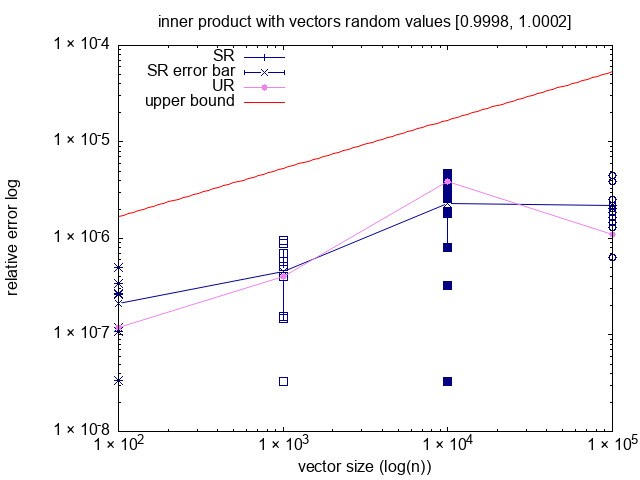 inner product with vectors random values [0.9998, 1.0002]
SR
SR error bar
UR
upper bound
relative error log
1 × 10⁻⁴
1 × 10⁻⁵
1 × 10⁻⁶
1 × 10⁻⁷
1 × 10⁻⁸
1 × 10² 1 × 10³ 1 × 10⁴ 1 × 10⁵
vector size (log(n))